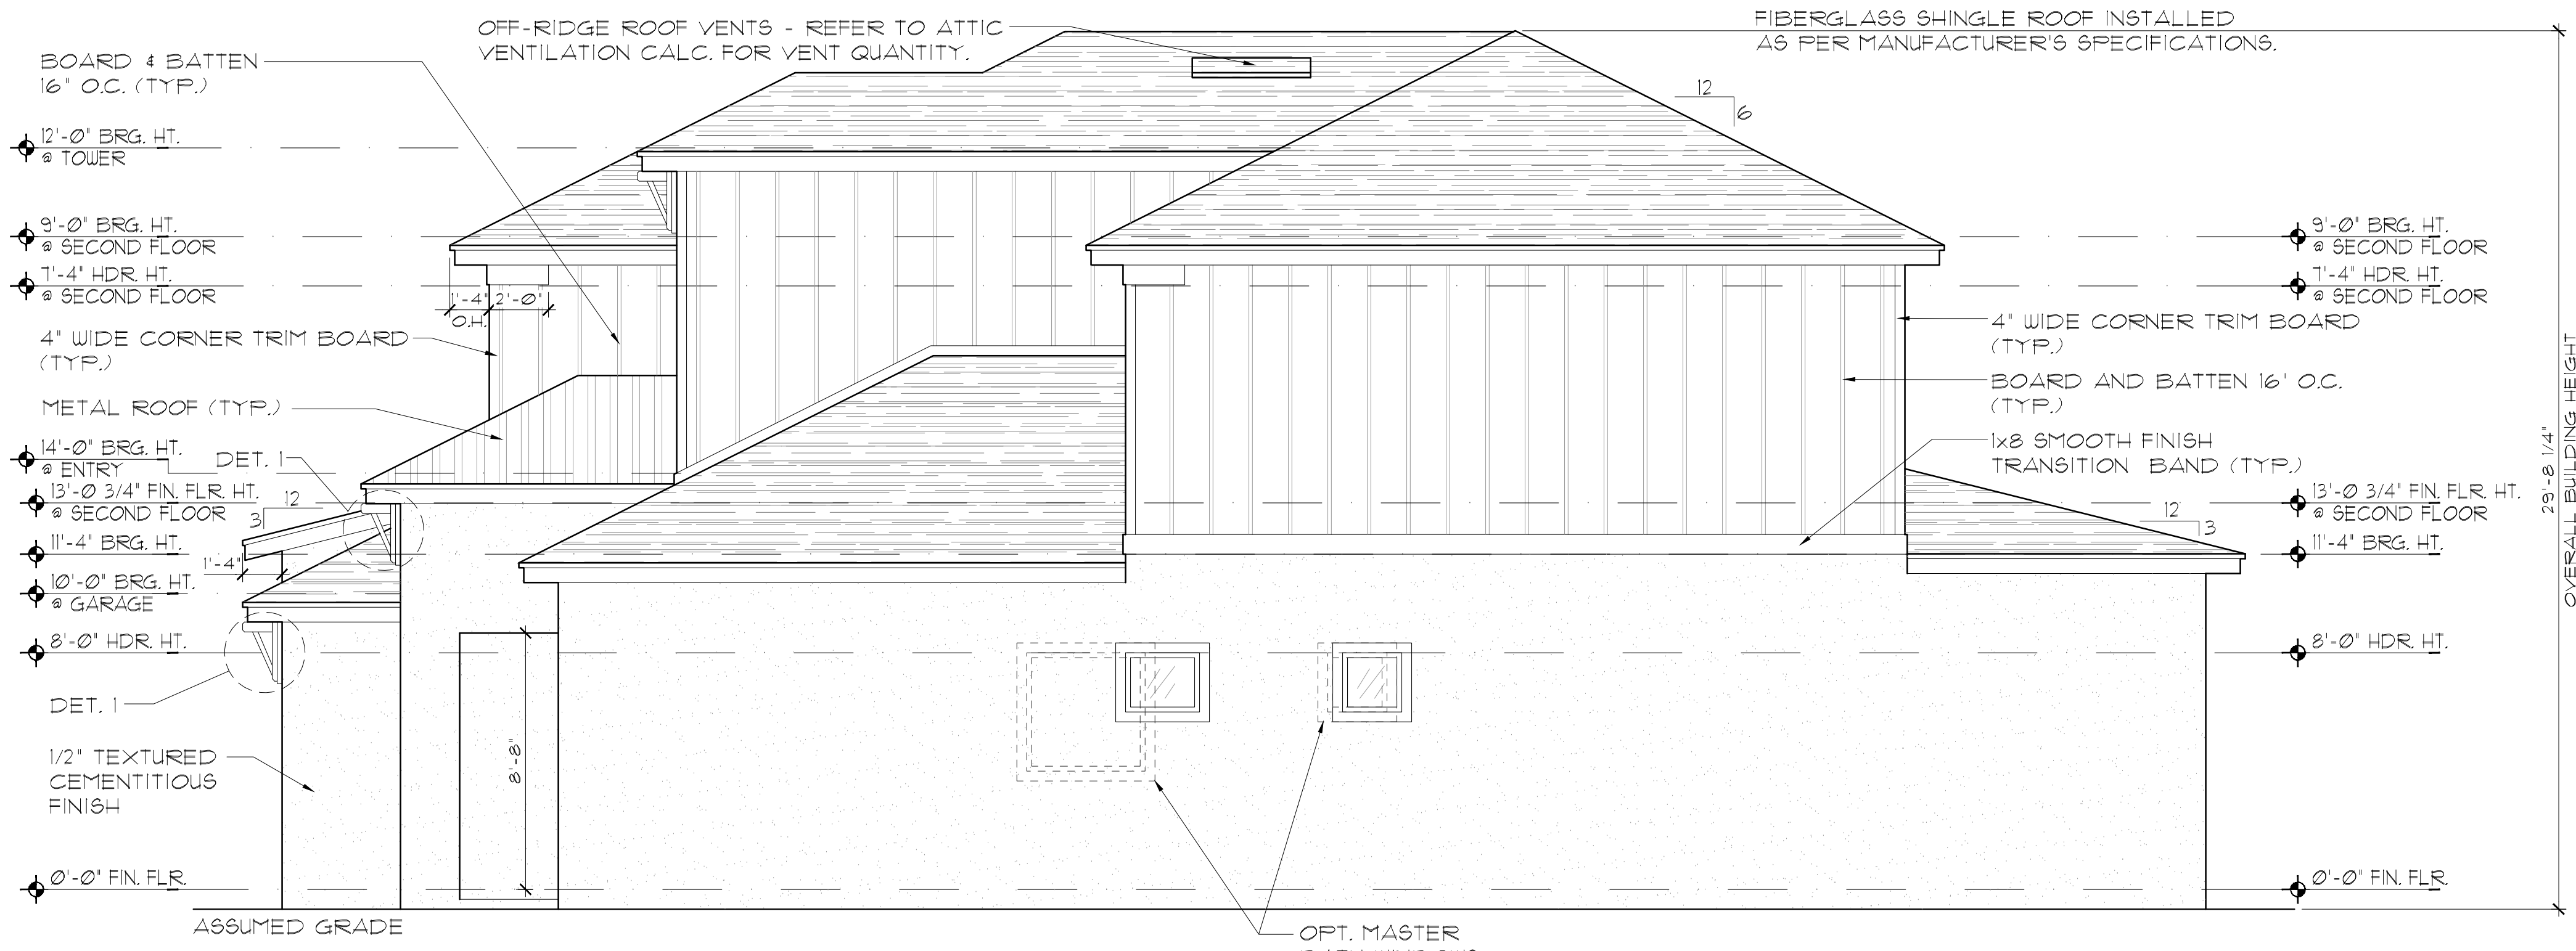 OFF-RIDGE ROOF VENTS - REFER TO ATTIC
VENTILATION CALC. FOR VENT QUANTITY.
FIBERGLASS SHINGLE ROOF INSTALLED
AS PER MANUFACTURER'S SPECIFICATIONS.
BOARD & BATTEN
16" O.C. (TYP.)
12
6
12'-0" BRG. HT.
@ TOWER
9'-0" BRG. HT.
@ SECOND FLOOR
7'-4" HDR. HT.
@ SECOND FLOOR
1'-4"
2'-0"
O.H.
4" WIDE CORNER TRIM BOARD
(TYP.)
METAL ROOF (TYP.)
14'-0" BRG. HT.
@ ENTRY
DET. 1
13'-0 3/4" FIN. FLR. HT.
@ SECOND FLOOR
12
3
11'-4" BRG. HT.
1'-4"
10'-0" BRG. HT.
@ GARAGE
8'-0" HDR. HT.
DET. 1
1/2" TEXTURED
CEMENTITIOUS
FINISH
8'-8"
0'-0" FIN. FLR.
ASSUMED GRADE
9'-0" BRG. HT.
@ SECOND FLOOR
7'-4" HDR. HT.
@ SECOND FLOOR
4" WIDE CORNER TRIM BOARD
(TYP.)
BOARD AND BATTEN 16' O.C.
(TYP.)
1x8 SMOOTH FINISH
TRANSITION BAND (TYP.)
13'-0 3/4" FIN. FLR. HT.
@ SECOND FLOOR
12
3
11'-4" BRG. HT.
8'-0" HDR. HT.
0'-0" FIN. FLR.
29'-8 1/4"
OVERALL BUILDING HEIGHT
OPT. MASTER